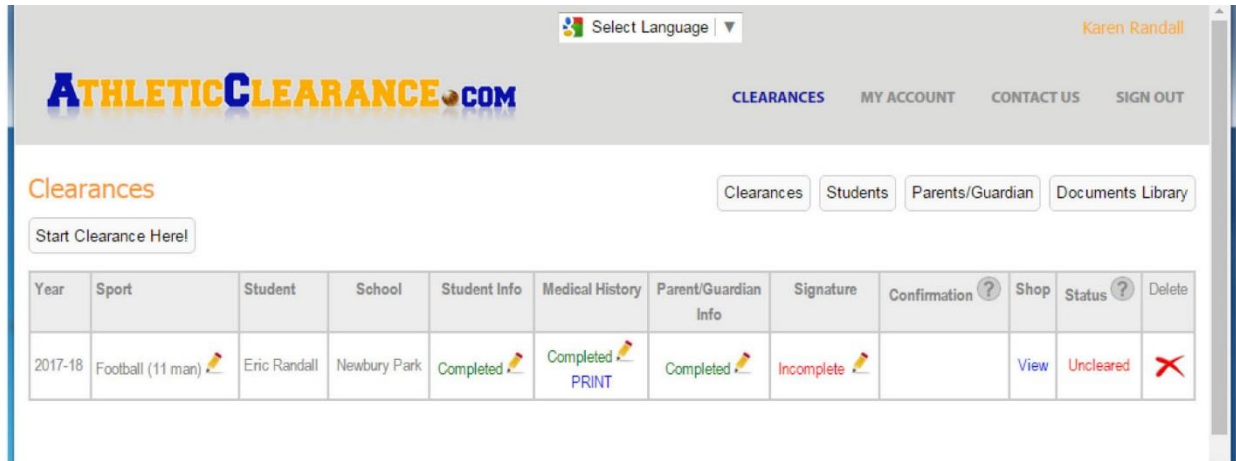 Select Language ▼
Karen Randall
ATHLETICCLEARANCE.COM
CLEARANCES MY ACCOUNT CONTACT US SIGN OUT
Clearances
Clearances Students Parents/Guardian Documents Library
Start Clearance Here!
Year Sport Student School Student Info Medical History Parent/Guardian Info Signature Confirmation ? Shop Status ? Delete
2017-18 Football (11 man) Eric Randall Newbury Park Completed Completed PRINT Completed Incomplete View Uncleared